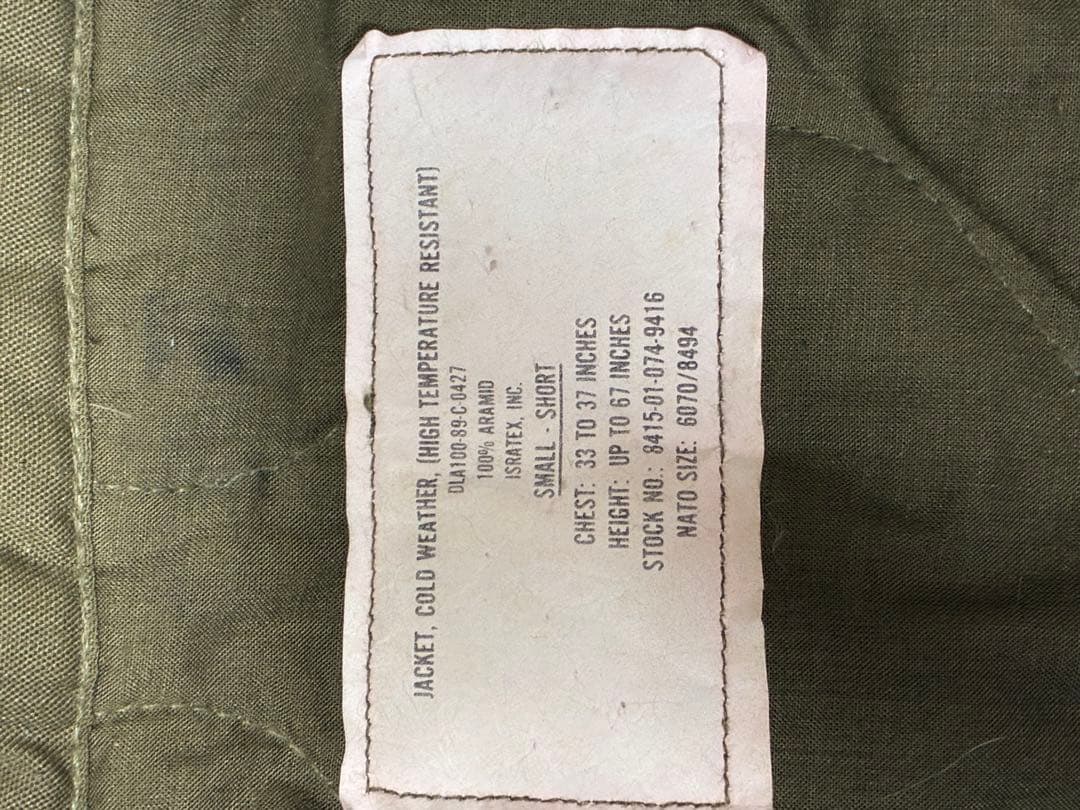 JACKET, COLD WEATHER, (HIGH TEMPERATURE RESISTANT)
DLA100-89-C-0427
100% ARAMID
ISRATEX, INC.
SMALL - SHORT
CHEST: 33 TO 37 INCHES
HEIGHT: UP TO 67 INCHES
STOCK NO.: 8415-01-074-9416
NATO SIZE: 6070/8494